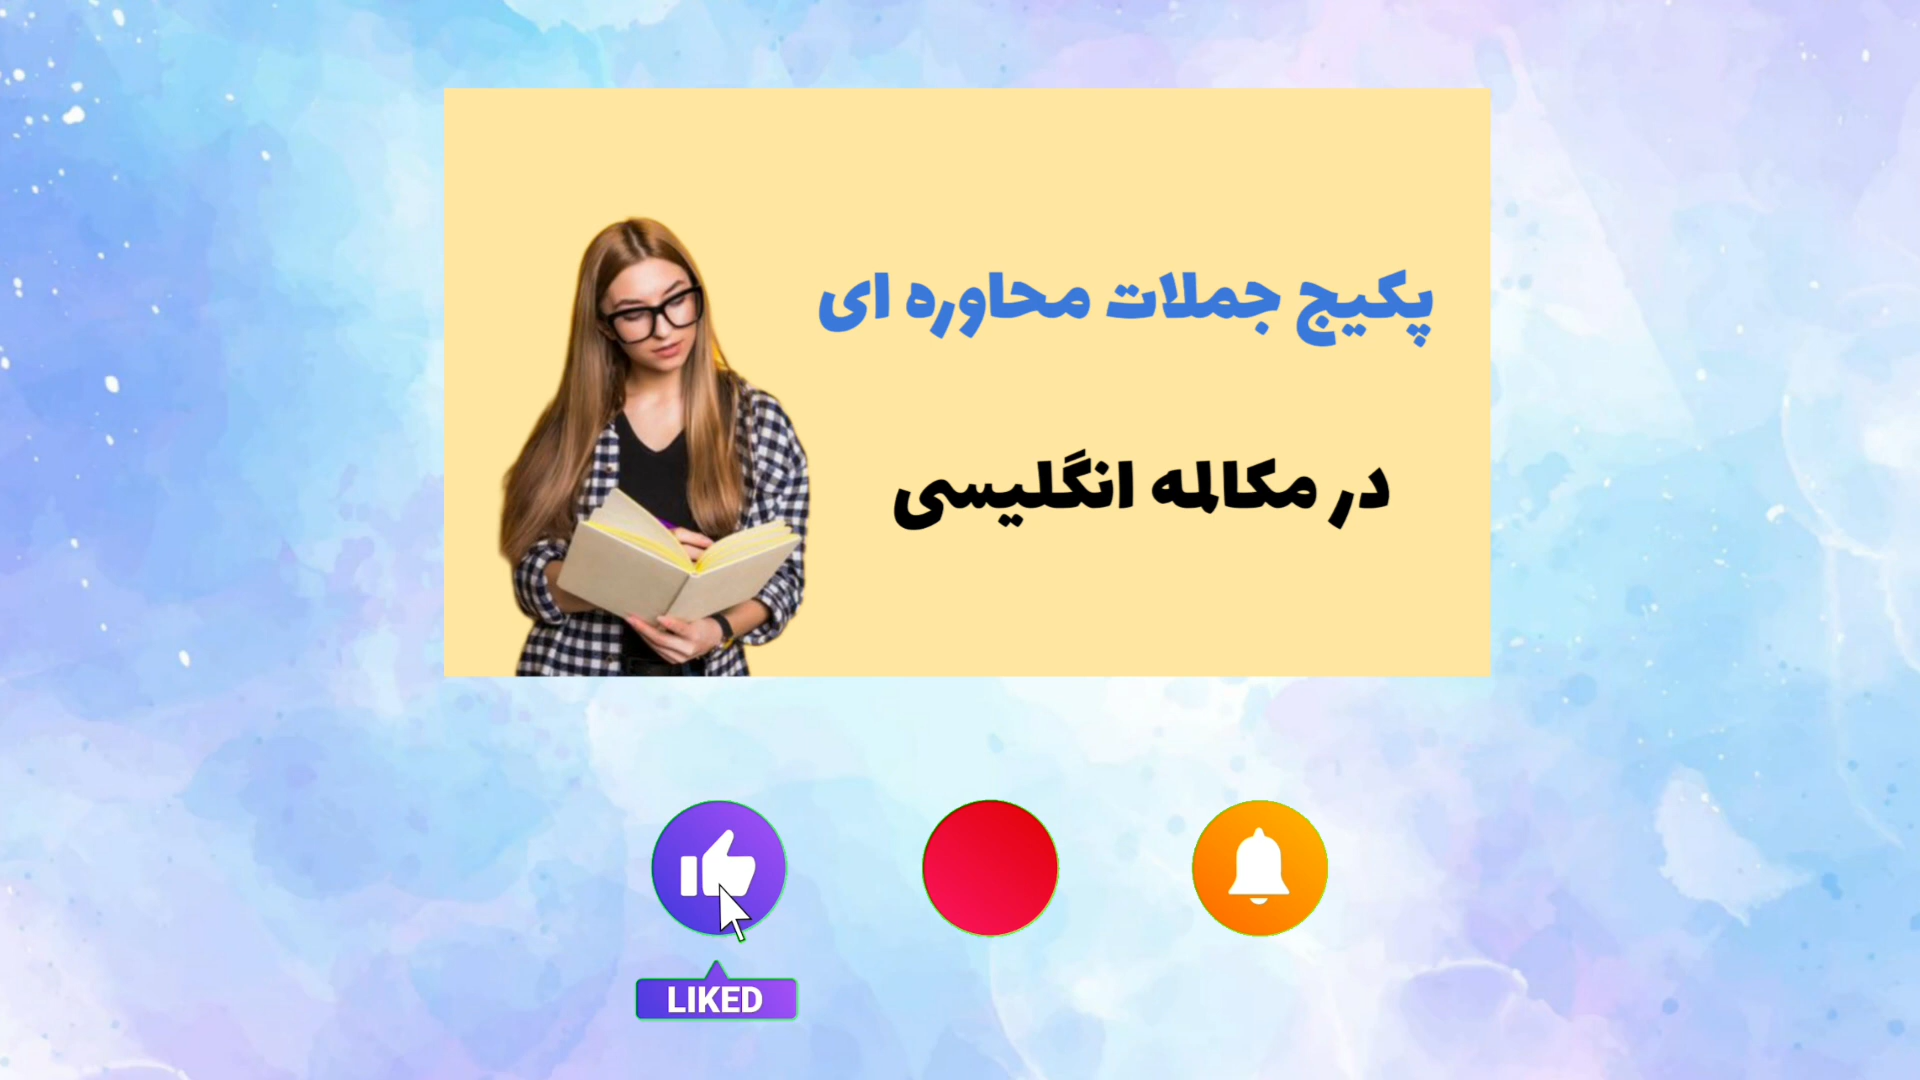 پکیج جملات محاوره ای
در مکالمه انگلیسی
LIKED